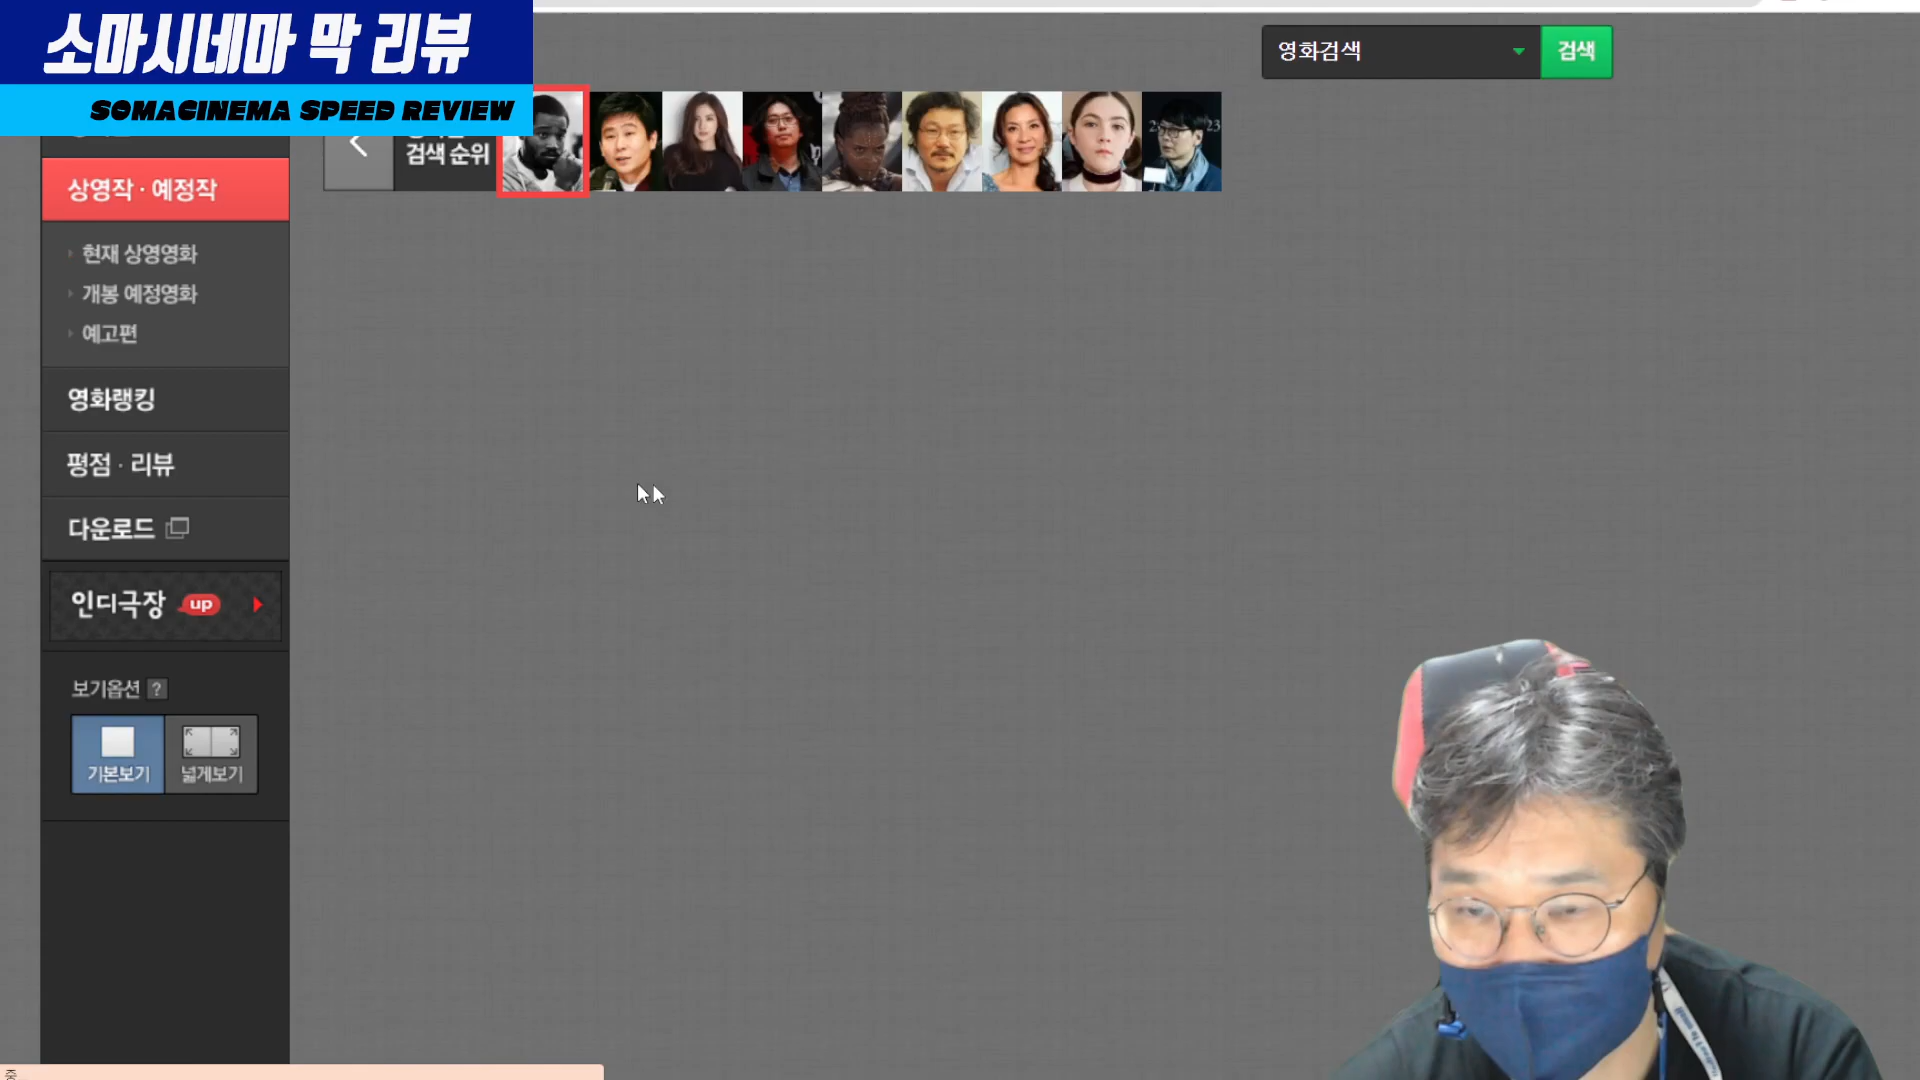 소마시네마 막 리뷰
SOMACINEMA SPEED REVIEW
영화검색
검색
검색 순위
상영작 · 예정작
현재 상영영화
개봉 예정영화
예고편
영화랭킹
평점 · 리뷰
다운로드
인디극장 up
보기옵션 ?
기본보기
넓게보기
중